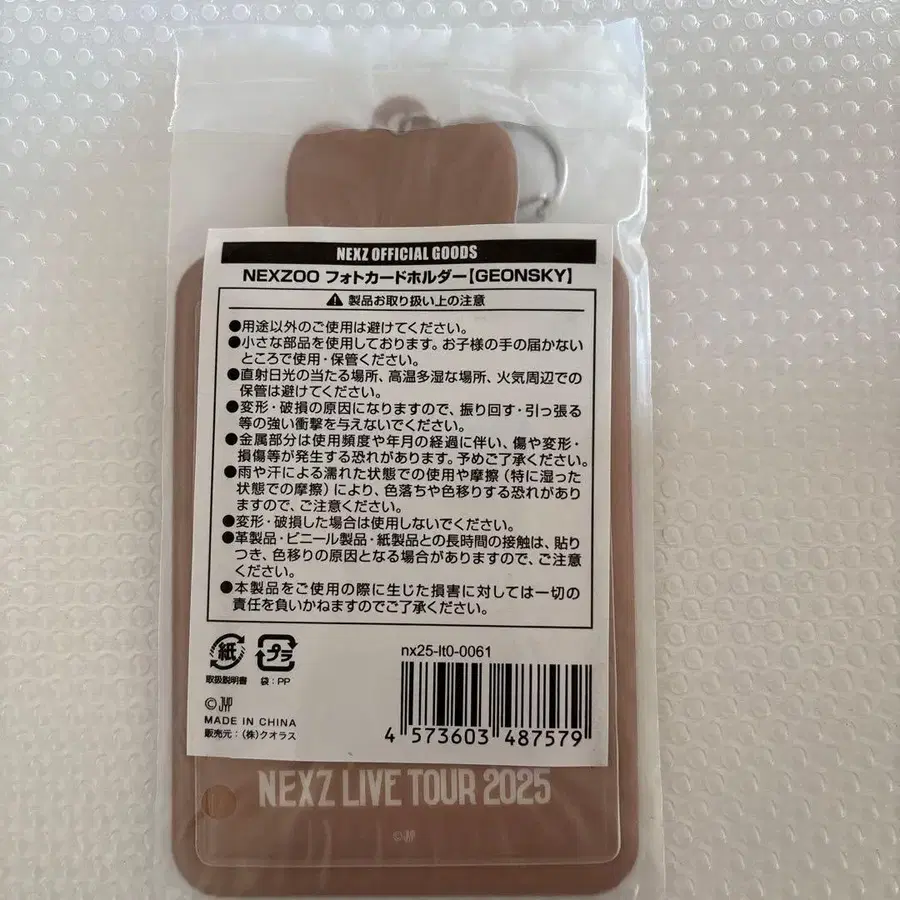 NEXZ OFFICIAL GOODS
NEXZOO フォトカードホルダー【GEONSKY】
製品お取り扱い上の注意
●用途以外のご使用は避けてください。
●小さな部品を使用しております。お子様の手の届かない
ところで使用・保管ください。
●直射日光の当たる場所、高温多湿な場所、火気周辺での
保管は避けてください。
●変形・破損の原因になりますので、振り回す・引っ張る
等の強い衝撃を与えないでください。
●金属部分は使用頻度や年月の経過に伴い、傷や変形・
損傷等が発生する恐れがあります。予めご了承ください。
●雨や汗による濡れた状態での使用や摩擦（特に湿った
状態での摩擦）により、色落ちや色移りする恐れがあり
ますので、ご注意ください。
●変形・破損した場合は使用しないでください。
●革製品・ビニール製品・紙製品との長時間の接触は、貼り
つき、色移りの原因となる場合がありますので、ご注意
ください。
●本製品をご使用の際に生じた損害に対しては一切の
責任を負いかねますのでご了承ください。
紙 プラ
取扱説明書 袋：PP
nx25-lt0-0061
© JYP
MADE IN CHINA
販売元：（株）クオラス
4 573603 487579
NEXZ LIVE TOUR 2025
© JYP